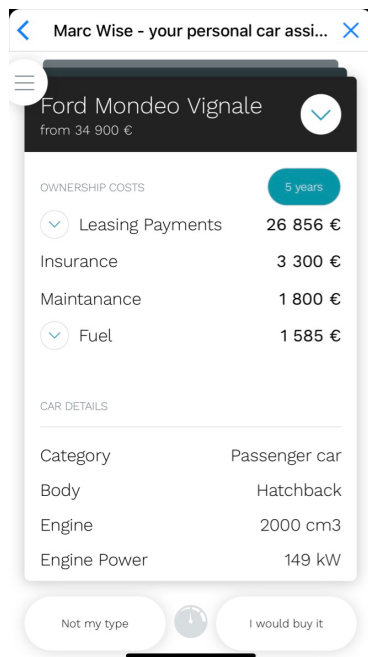 Marc Wise - your personal car assi...
Ford Mondeo Vignale
from 34 900 €
OWNERSHIP COSTS 5 years
Leasing Payments 26 856 €
Insurance 3 300 €
Maintanance 1 800 €
Fuel 1 585 €
CAR DETAILS
Category Passenger car
Body Hatchback
Engine 2000 cm3
Engine Power 149 kW
Not my type I would buy it